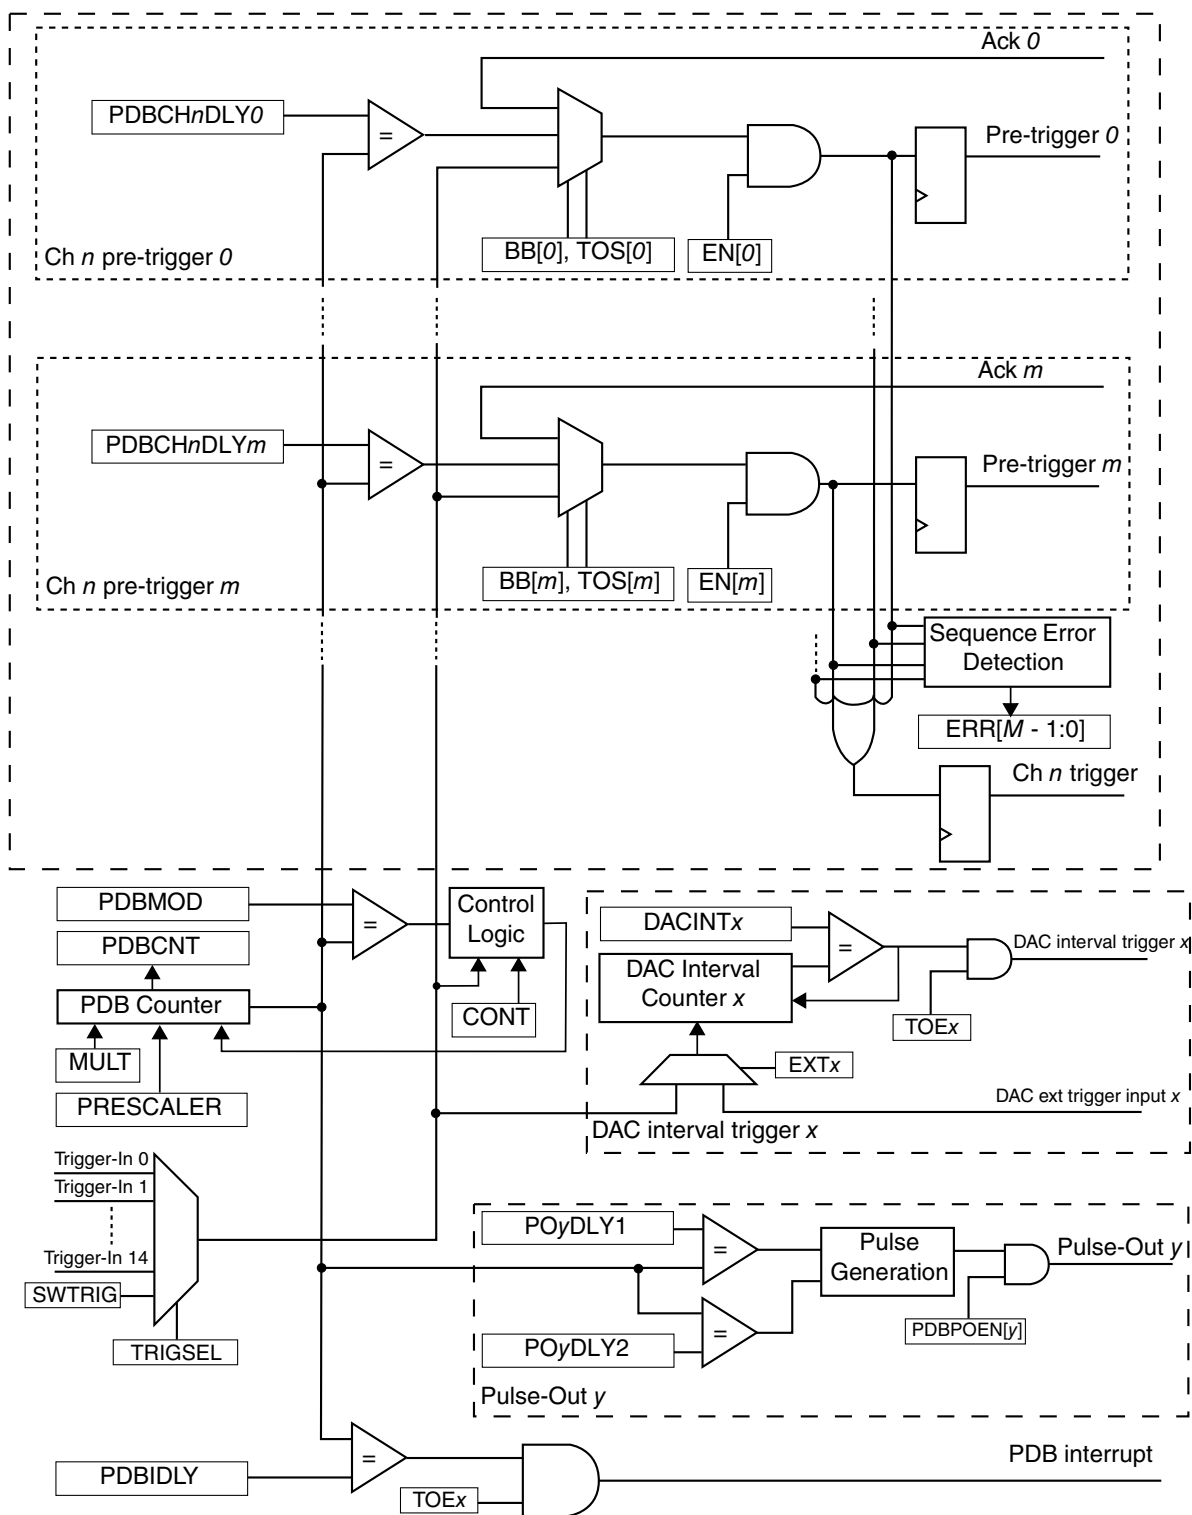 Ack 0
PDBCHnDLY0
=
Pre-trigger 0
BB[0], TOS[0]
EN[0]
Ch n pre-trigger 0
Ack m
PDBCHnDLYm
=
Pre-trigger m
BB[m], TOS[m]
EN[m]
Ch n pre-trigger m
Sequence Error
Detection
ERR[M - 1:0]
Ch n trigger
PDBMOD
=
Control
Logic
PDBCNT
PDB Counter
CONT
MULT
PRESCALER
DACINTx
=
DAC interval trigger x
DAC Interval
Counter x
TOEx
EXTx
DAC ext trigger input x
DAC interval trigger x
Trigger-In 0
Trigger-In 1
Trigger-In 14
SWTRIG
TRIGSEL
POyDLY1
=
Pulse
Generation
Pulse-Out y
=
PDBPOEN[y]
POyDLY2
Pulse-Out y
=
PDB interrupt
PDBIDLY
TOEx